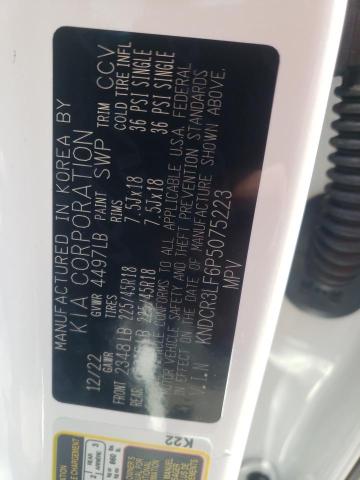 MANUFACTURED IN KOREA BY
KIA CORPORATION
12/22 GVWR 4497LB PAINT SWP TRIM CCV
GAWR TIRES RIMS COLD TIRE INFL
FRONT 2348LB 225/45R18 7.5Jx18 36 PSI SINGLE
REAR 225/45R18 7.5Jx18 36 PSI SINGLE
VEHICLE CONFORMS TO ALL APPLICABLE U.S.A. FEDERAL
MOTOR VEHICLE SAFETY AND THEFT PREVENTION STANDARDS
IN EFFECT ON THE DATE OF MANUFACTURE SHOWN ABOVE.
V.I.N. KNDCR3LF6P5075223
MPV
K22
REAR